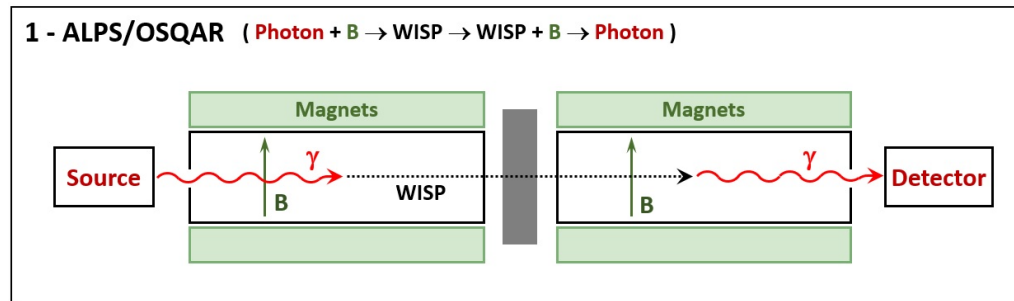 1 - ALPS/OSQAR ( Photon + B → WISP → WISP + B → Photon )
Magnets Magnets
Source γ B WISP B γ Detector